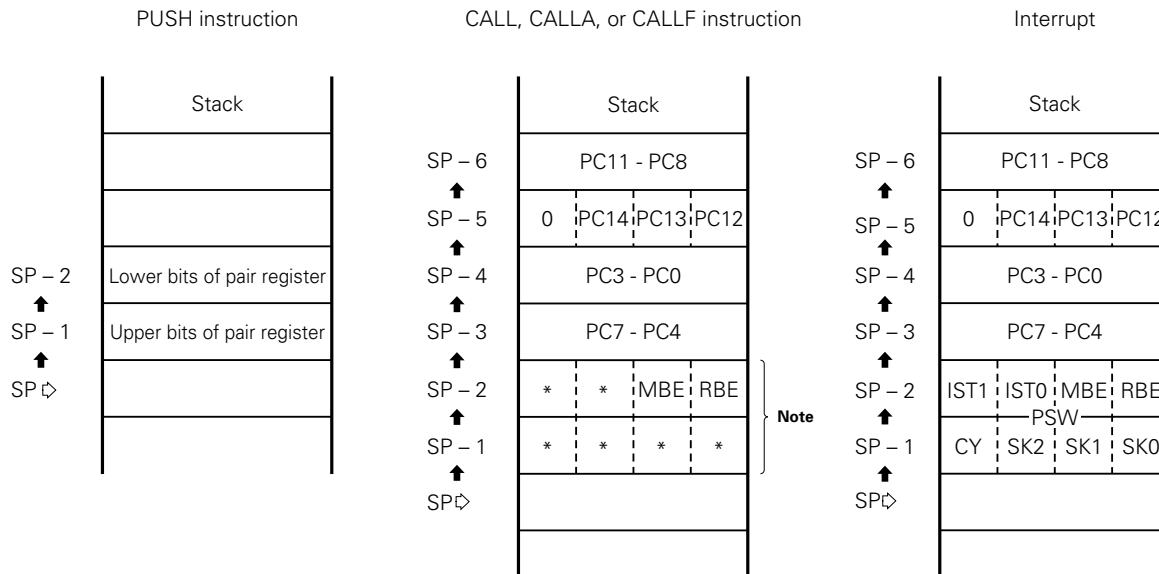 PUSH instruction
Stack
SP – 2 Lower bits of pair register
SP – 1 Upper bits of pair register
SP
CALL, CALLA, or CALLF instruction
Stack
SP – 6 PC11 - PC8
SP – 5 0 PC14 PC13 PC12
SP – 4 PC3 - PC0
SP – 3 PC7 - PC4
SP – 2 * * MBE RBE
Note
SP – 1 * * * *
SP
Interrupt
Stack
SP – 6 PC11 - PC8
SP – 5 0 PC14 PC13 PC12
SP – 4 PC3 - PC0
SP – 3 PC7 - PC4
SP – 2 IST1 IST0 MBE RBE
PSW
SP – 1 CY SK2 SK1 SK0
SP